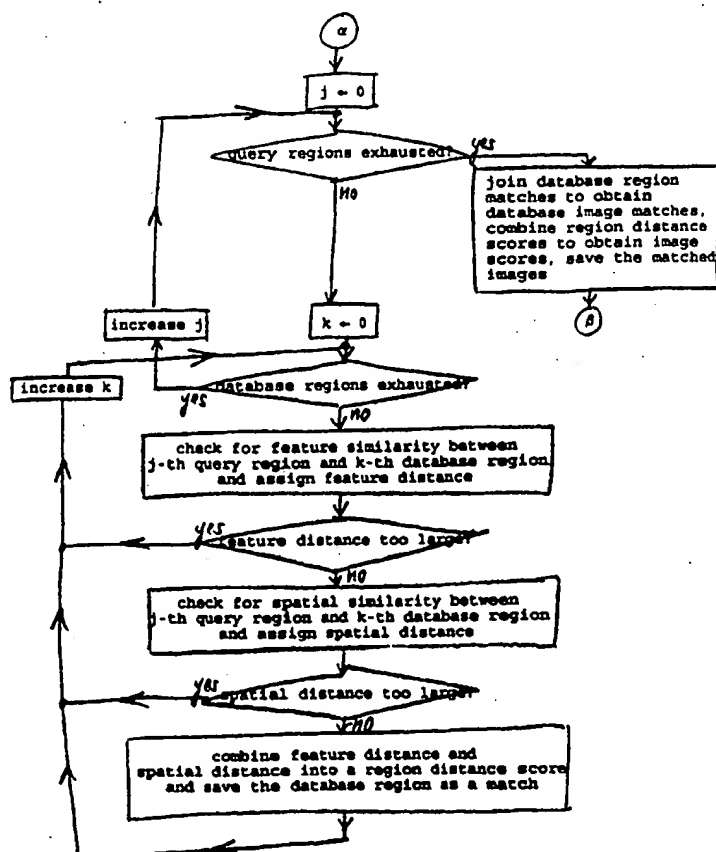 α
j ← 0
query regions exhausted?
yes
no
join database region
matches to obtain
database image matches,
combine region distance
scores to obtain image
scores, save the matched
images
β
increase j
k ← 0
increase k
database regions exhausted?
yes
no
check for feature similarity between
j-th query region and k-th database region
and assign feature distance
yes
feature distance too large?
no
check for spatial similarity between
j-th query region and k-th database region
and assign spatial distance
yes
spatial distance too large?
no
combine feature distance and
spatial distance into a region distance score
and save the database region as a match